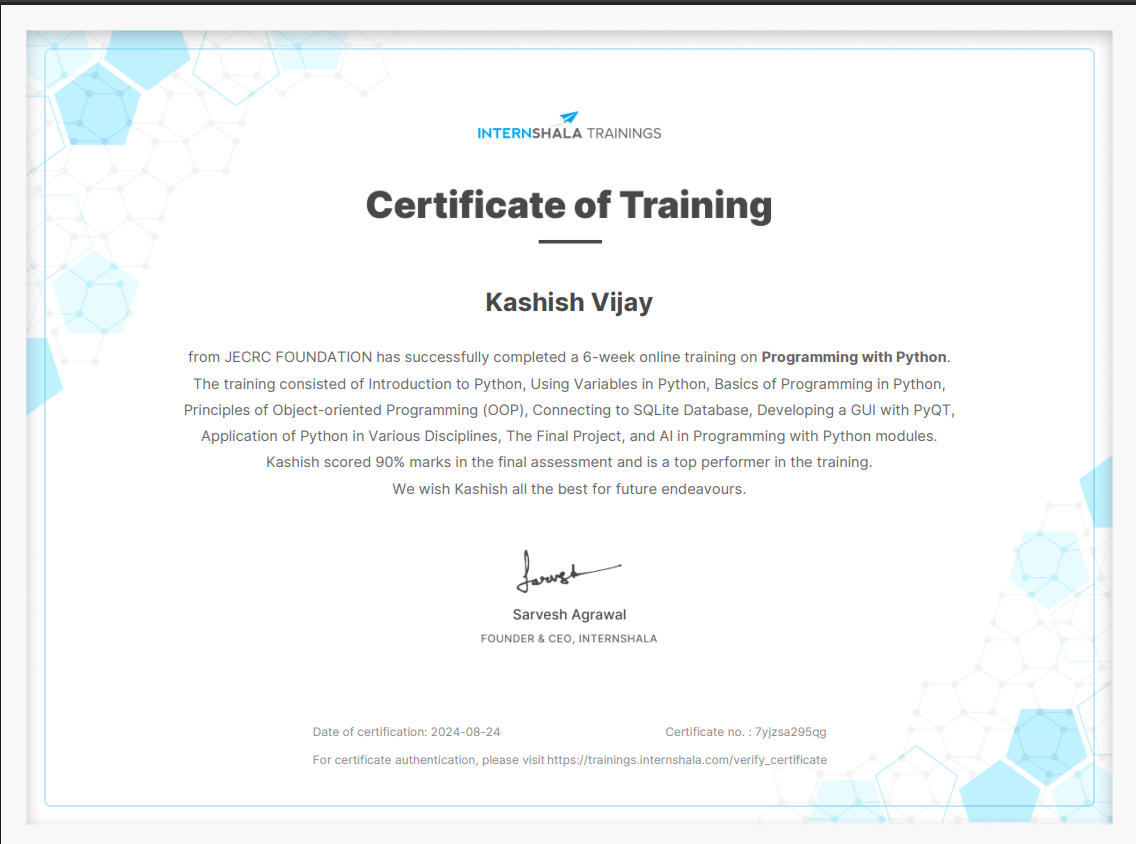 INTERNSHALA TRAININGS
Certificate of Training
Kashish Vijay
from JECRC FOUNDATION has successfully completed a 6-week online training on Programming with Python.
The training consisted of Introduction to Python, Using Variables in Python, Basics of Programming in Python,
Principles of Object-oriented Programming (OOP), Connecting to SQLite Database, Developing a GUI with PyQT,
Application of Python in Various Disciplines, The Final Project, and AI in Programming with Python modules.
Kashish scored 90% marks in the final assessment and is a top performer in the training.
We wish Kashish all the best for future endeavours.
Sarvesh
Sarvesh Agrawal
FOUNDER & CEO, INTERNSHALA
Date of certification: 2024-08-24 Certificate no. : 7yjzsa295qg
For certificate authentication, please visit https://trainings.internshala.com/verify_certificate